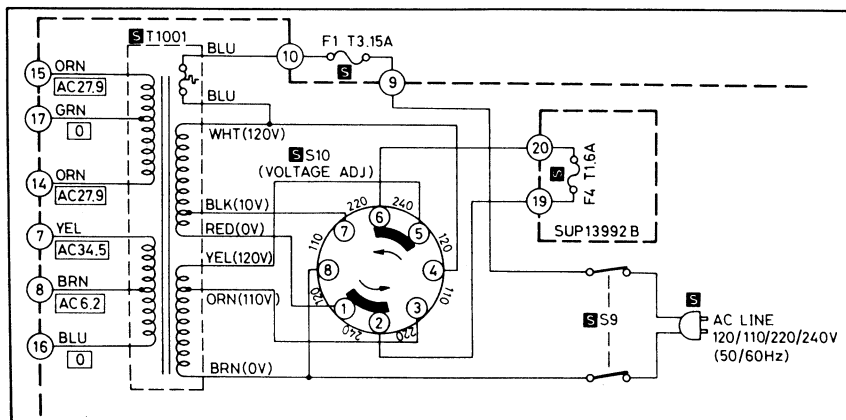 S T1001
BLU
10
F1 T3.15A
S
9
15
ORN
AC27.9
17
GRN
0
14
ORN
AC27.9
7
YEL
AC34.5
8
BRN
AC6.2
16
BLU
0
BLU
WHT(120V)
BLK(10V)
RED(0V)
YEL(120V)
ORN(110V)
BRN(0V)
S S10
(VOLTAGE ADJ)
220
240
120
110
220
240
120
110
6
5
4
3
2
1
8
7
20
19
S
F4 T1.6A
SUP13992B
S S9
S
AC LINE
120/110/220/240V
(50/60Hz)